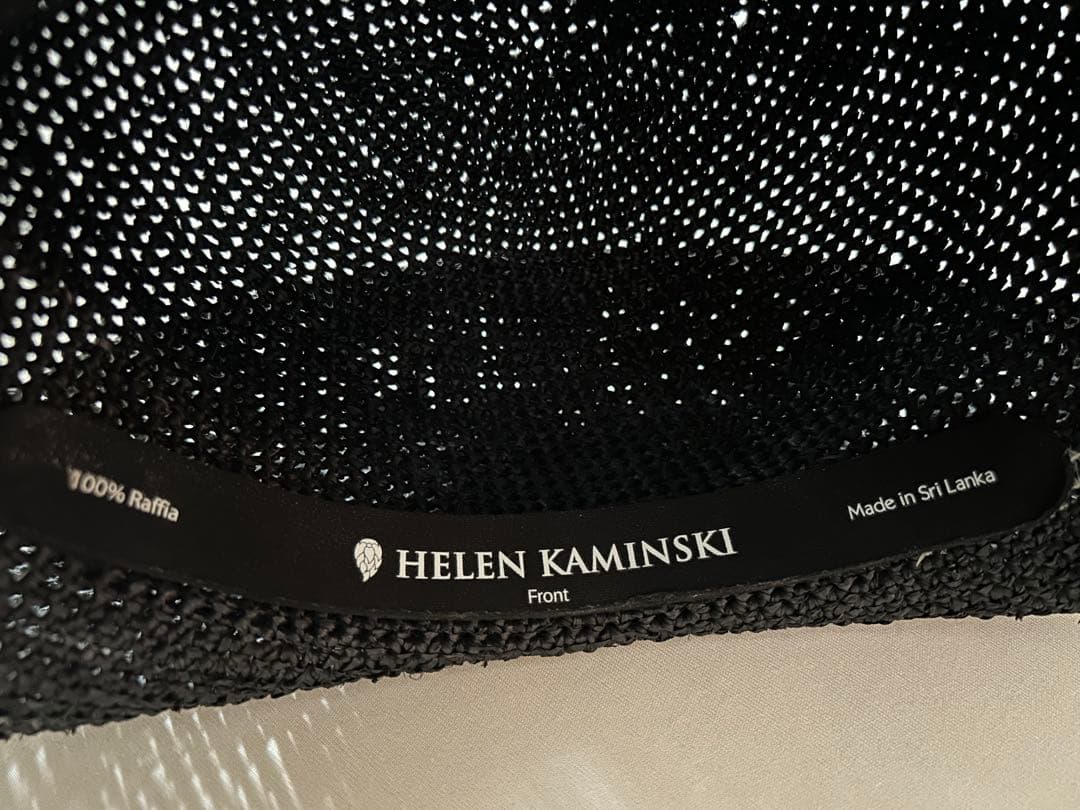 100% Raffia
HELEN KAMINSKI
Front
Made in Sri Lanka